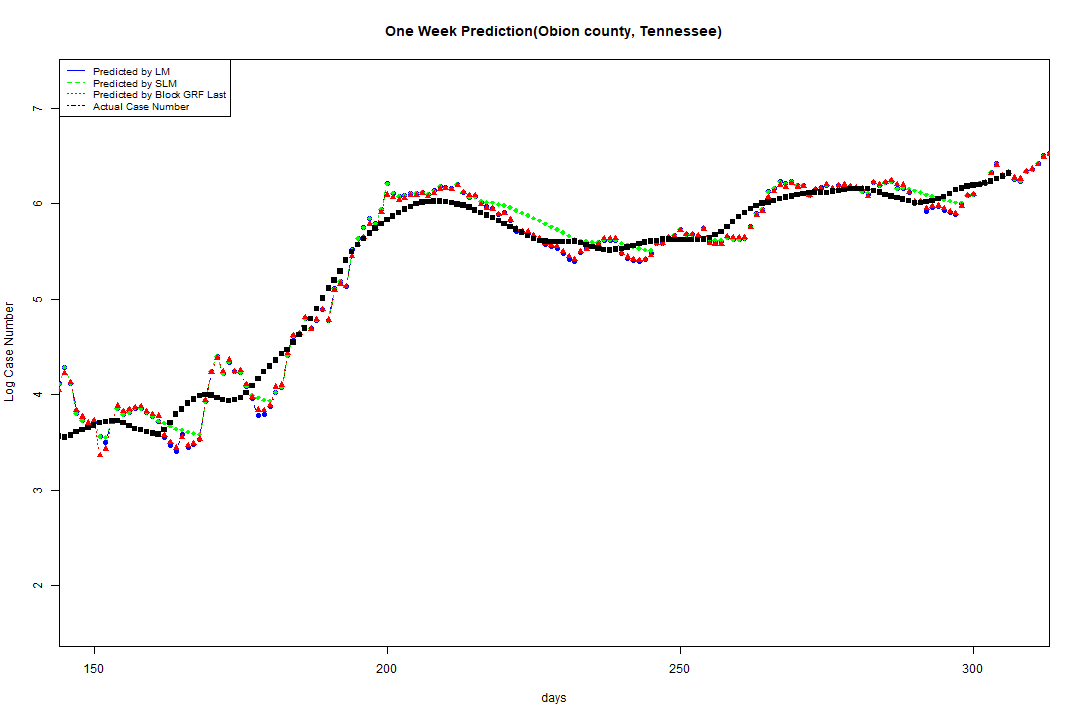 One Week Prediction(Obion county, Tennessee)
Predicted by LM
Predicted by SLM
Predicted by Block GRF Last
Actual Case Number
7
6
5
4
3
2
Log Case Number
150 200 250 300
days